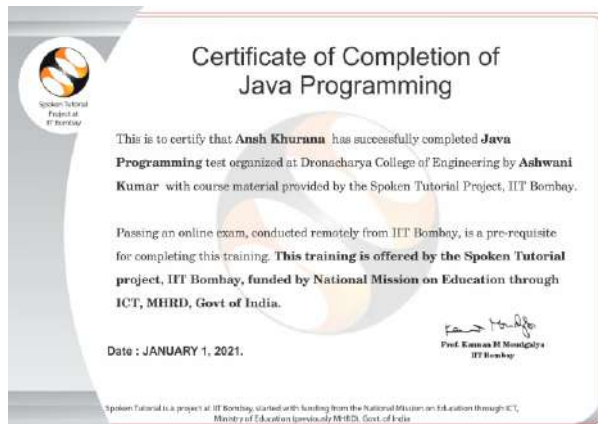 Certificate of Completion of
Java Programming
Spoken Tutorial
Project at
IIT Bombay
This is to certify that Ansh Khurana has successfully completed Java
Programming test organized at Dronacharya College of Engineering by Ashwani
Kumar with course material provided by the Spoken Tutorial Project, IIT Bombay.
Passing an online exam, conducted remotely from IIT Bombay, is a pre-requisite
for completing this training. This training is offered by the Spoken Tutorial
project, IIT Bombay, funded by National Mission on Education through
ICT, MHRD, Govt of India.
Date : JANUARY 1, 2021.
Prof. Kannan M Moudgalya
IIT Bombay
Spoken Tutorial is a project at IIT Bombay, started with funding from the National Mission on Education through ICT,
Ministry of Education (previously MHRD), Govt. of India